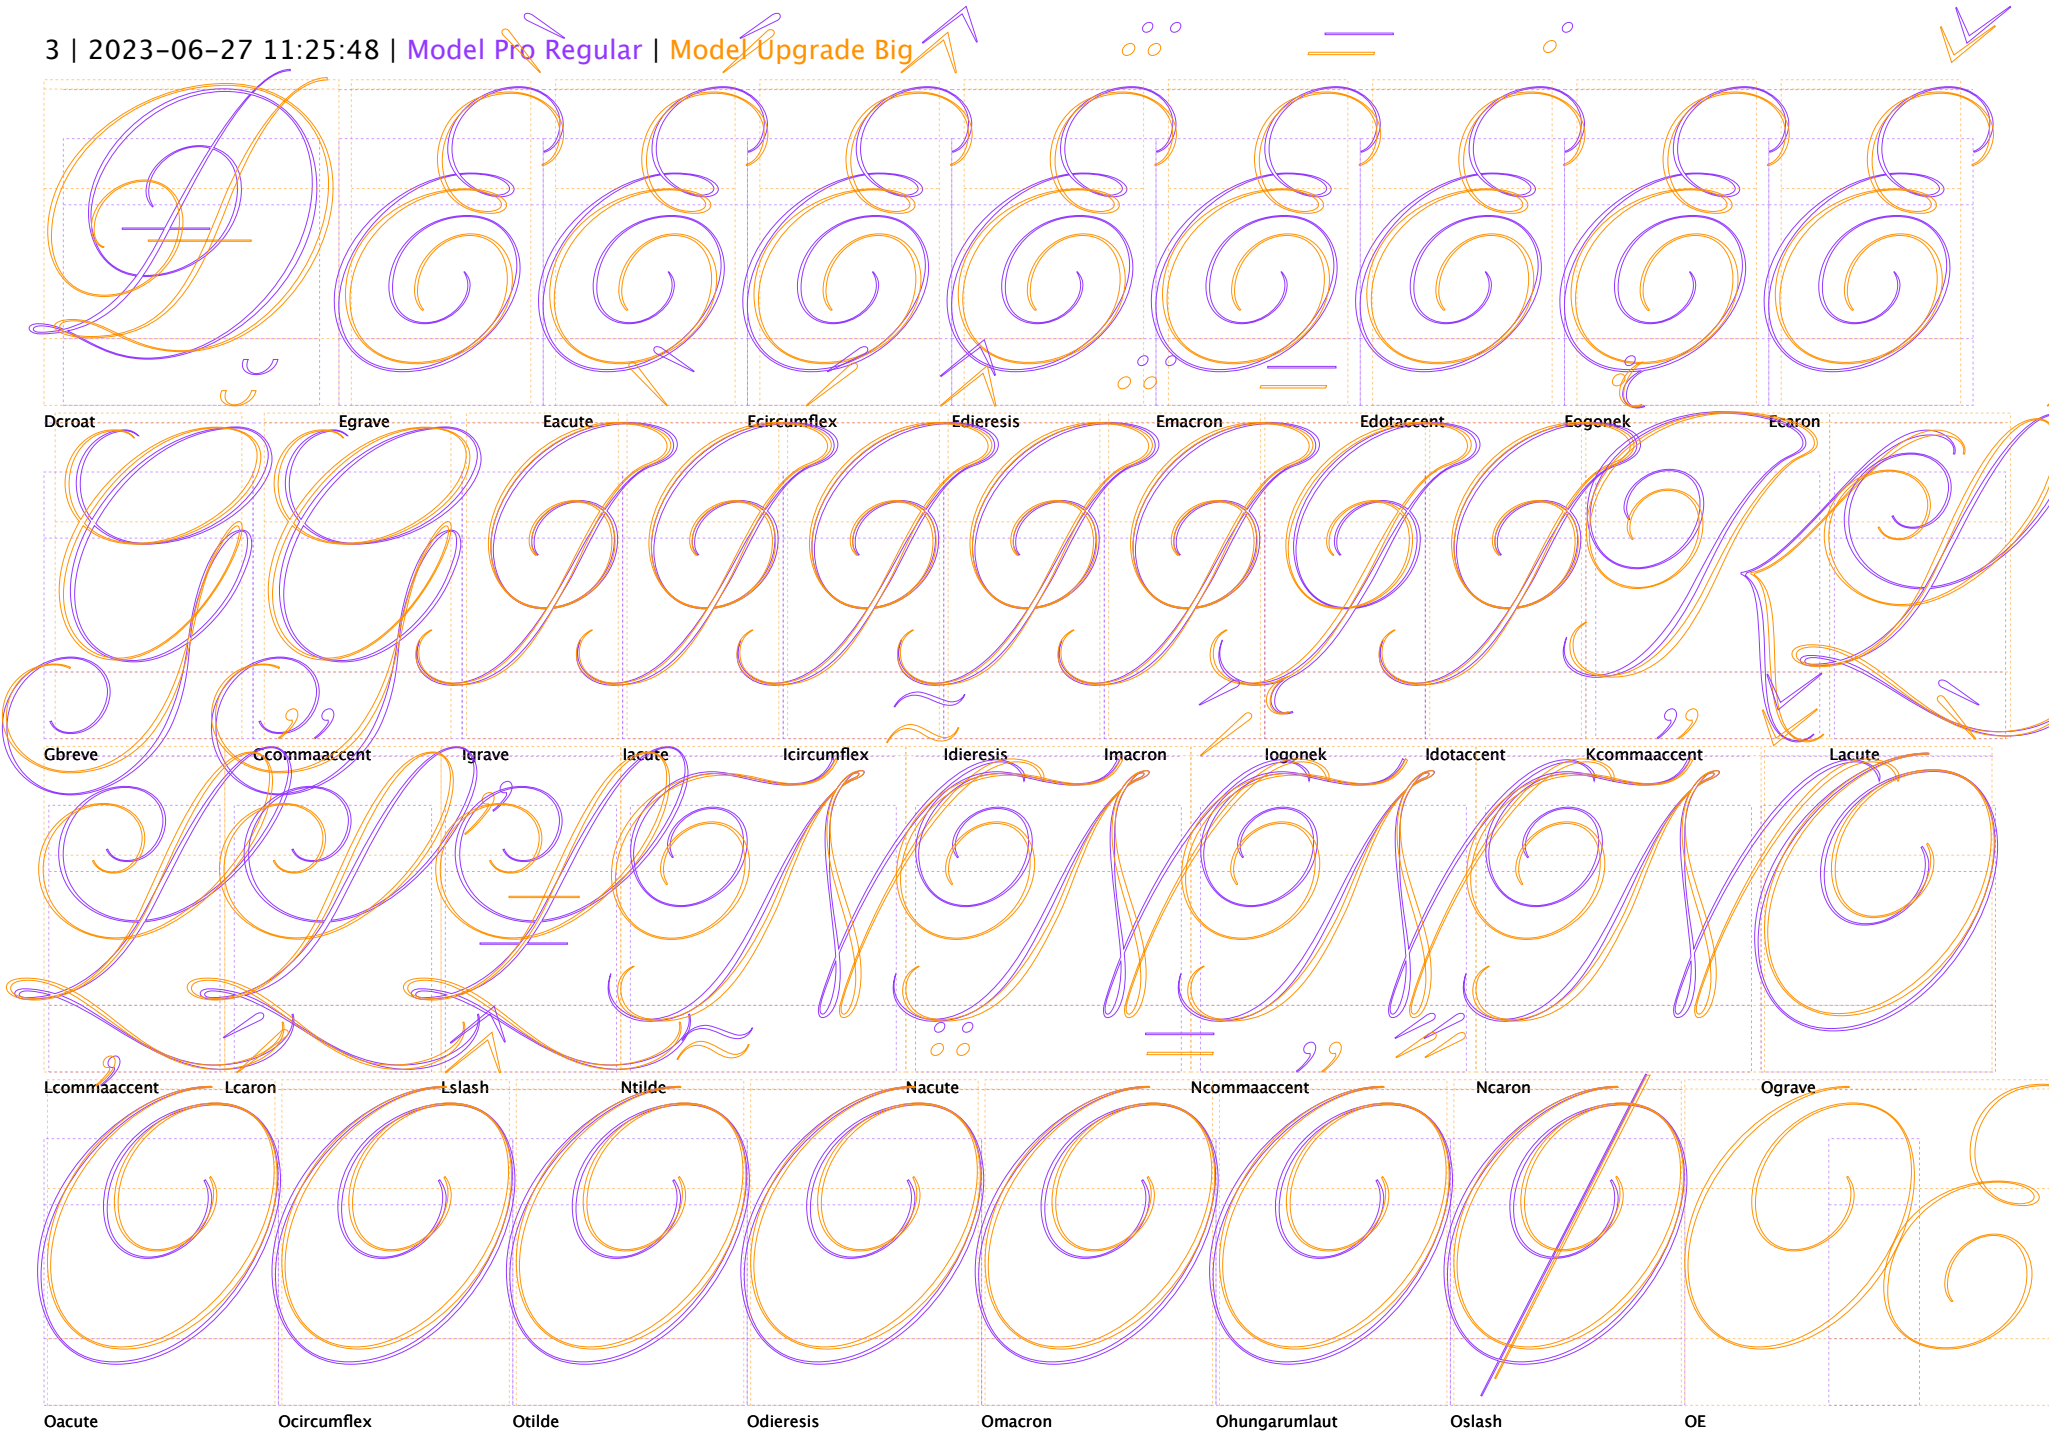 3 | 2023-06-27 11:25:48 | Model Pro Regular | Model Upgrade Big
Dcroat Egrave Eacute Ecircumflex Edieresis Emacron Edotaccent Eogonek Ecaron
Gbreve Gcommaaccent Igrave Iacute Icircumflex Idieresis Imacron Iogonek Idotaccent Kcommaaccent Lacute
Lcommaaccent Lcaron Lslash Ntilde Nacute Ncommaaccent Ncaron Ograve
Oacute Ocircumflex Otilde Odieresis Omacron Ohungarumlaut Oslash OE